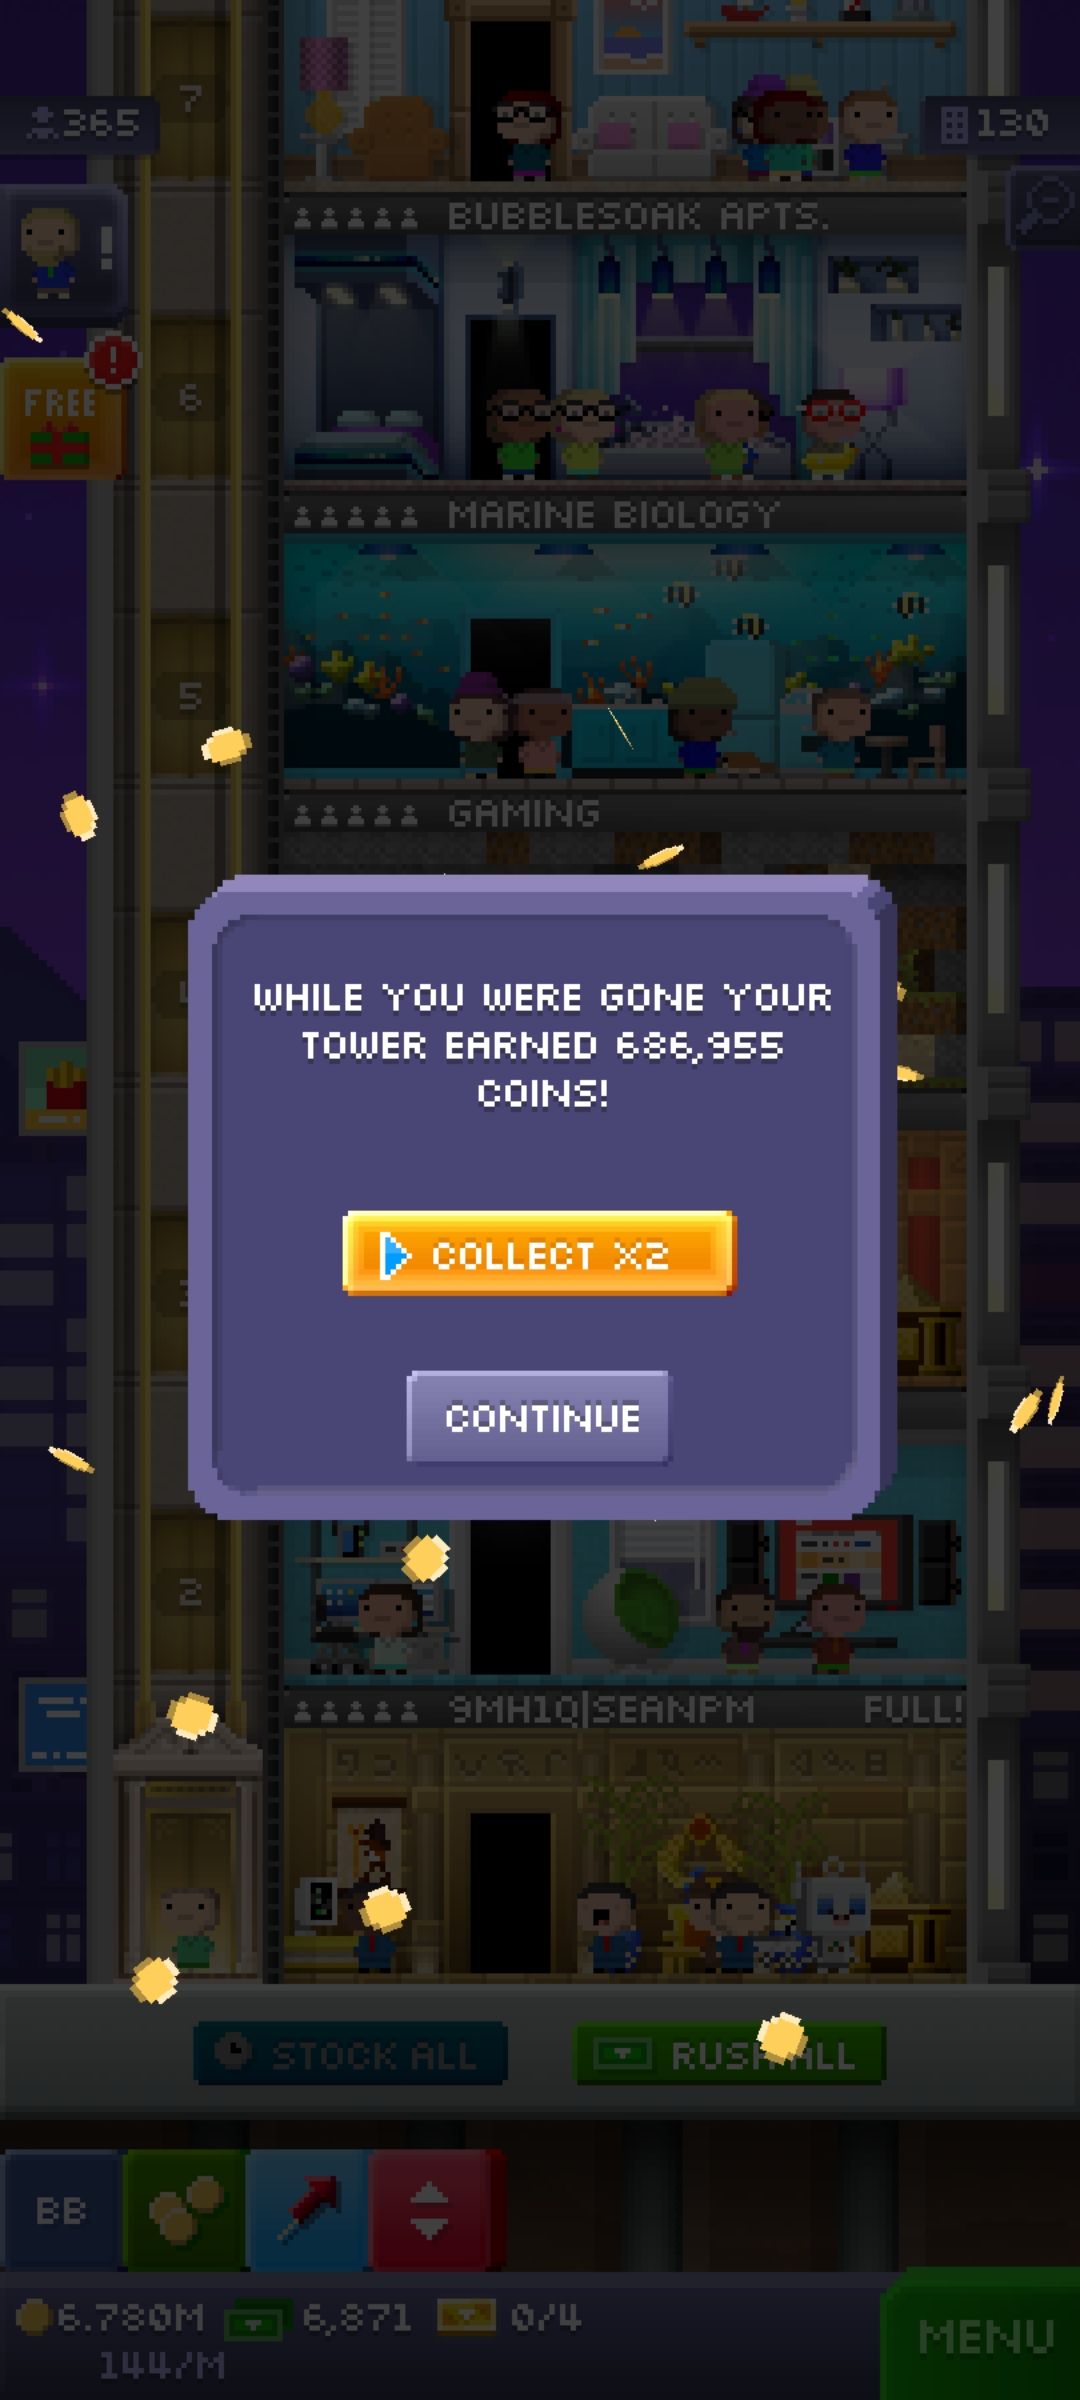 7
365
130
BUBBLESOAK APTS.
!
!
FREE
6
MARINE BIOLOGY
5
GAMING
WHILE YOU WERE GONE YOUR
TOWER EARNED 686,955
COINS!
COLLECT X2
CONTINUE
2
9MH1Q|SEANPM FULL!
STOCK ALL
RUSH ALL
BB
6.780M 6,871 0/4
144/M
MENU